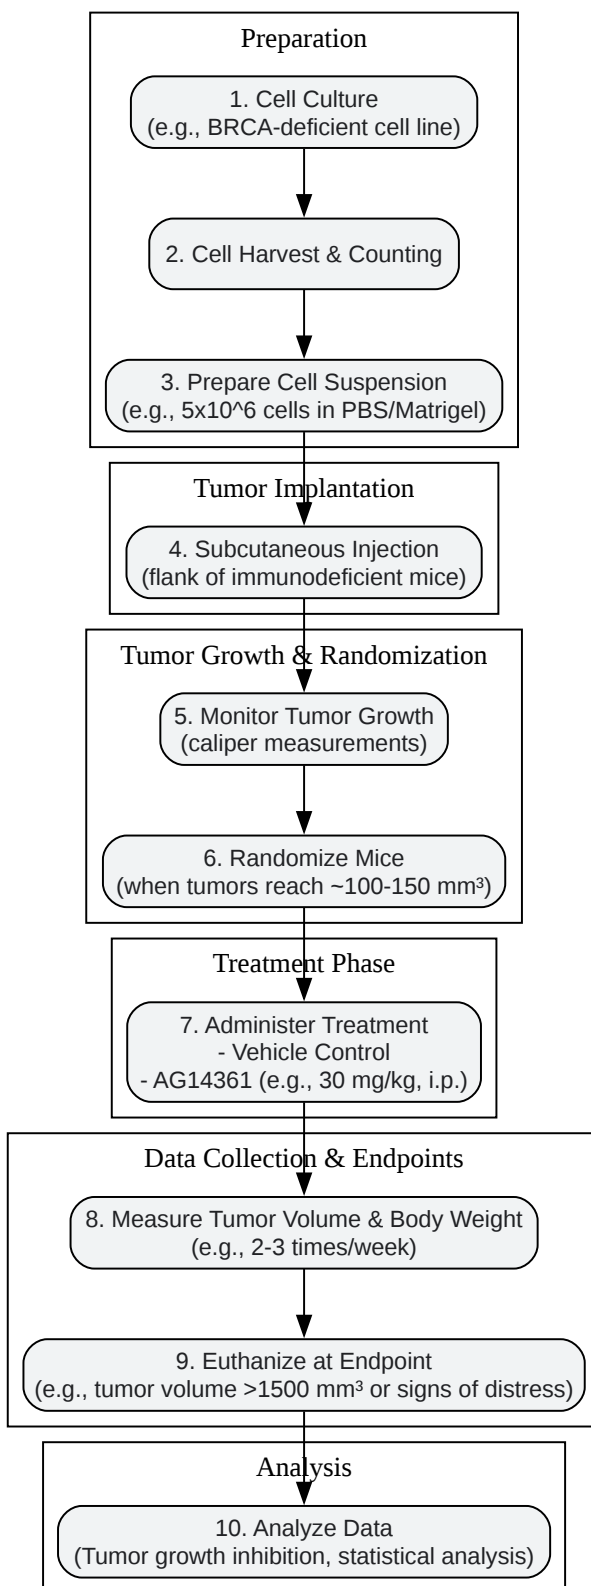 Preparation
1. Cell Culture
(e.g., BRCA-deficient cell line)
2. Cell Harvest & Counting
3. Prepare Cell Suspension
(e.g., 5x10^6 cells in PBS/Matrigel)
Tumor Implantation
4. Subcutaneous Injection
(flank of immunodeficient mice)
Tumor Growth & Randomization
5. Monitor Tumor Growth
(caliper measurements)
6. Randomize Mice
(when tumors reach ~100-150 mm³)
Treatment Phase
7. Administer Treatment
- Vehicle Control
- AG14361 (e.g., 30 mg/kg, i.p.)
Data Collection & Endpoints
8. Measure Tumor Volume & Body Weight
(e.g., 2-3 times/week)
9. Euthanize at Endpoint
(e.g., tumor volume >1500 mm³ or signs of distress)
Analysis
10. Analyze Data
(Tumor growth inhibition, statistical analysis)